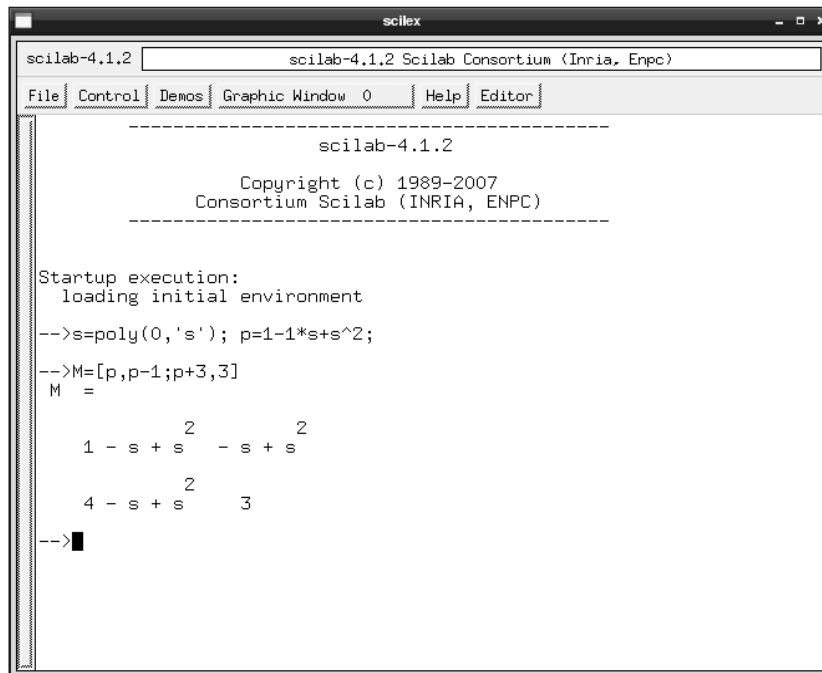 scilex
scilab-4.1.2 scilab-4.1.2 Scilab Consortium (Inria, Enpc)
File Control Demos Graphic Window 0 Help Editor
-------------------------------------------
scilab-4.1.2
Copyright (c) 1989-2007
Consortium Scilab (INRIA, ENPC)
-------------------------------------------
Startup execution:
loading initial environment
-->s=poly(0,'s'); p=1-1*s+s^2;
-->M=[p,p-1;p+3,3]
M =
2 2
1 - s + s - s + s
2
4 - s + s 3
-->